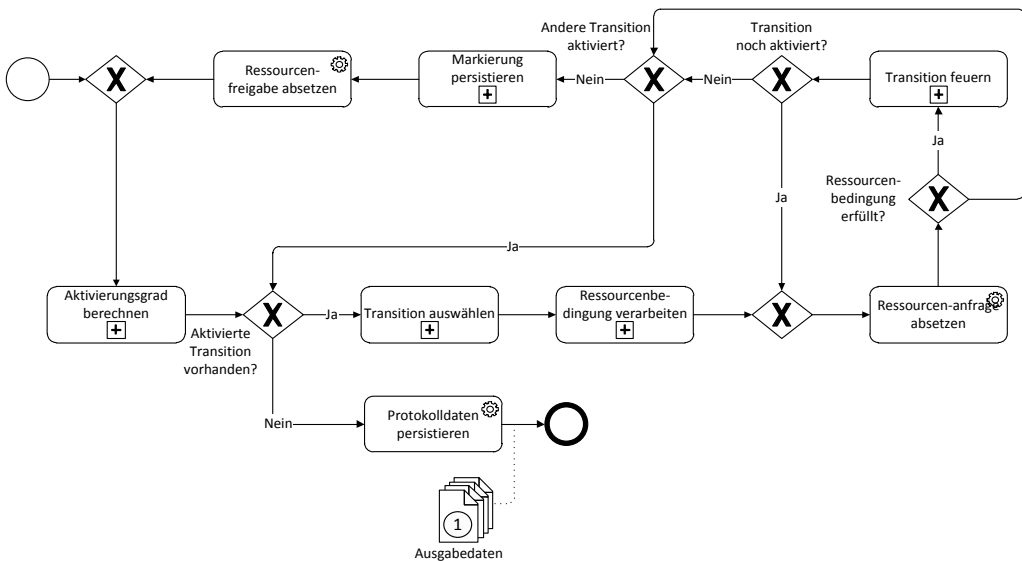 Andere Transition
aktiviert?
Transition
noch aktiviert?
Ressourcen-
freigabe absetzen
Markierung
persistieren
Nein
Nein
Transition feuern
Ja
Ressourcen-
bedingung
erfüllt?
Ja
Ja
Aktivierungsgrad
berechnen
Aktivierte
Transition
vorhanden?
Ja
Transition auswählen
Ressourcenbe-
dingung verarbeiten
Ressourcen-anfrage
absetzen
Nein
Protokolldaten
persistieren
1
Ausgabedaten